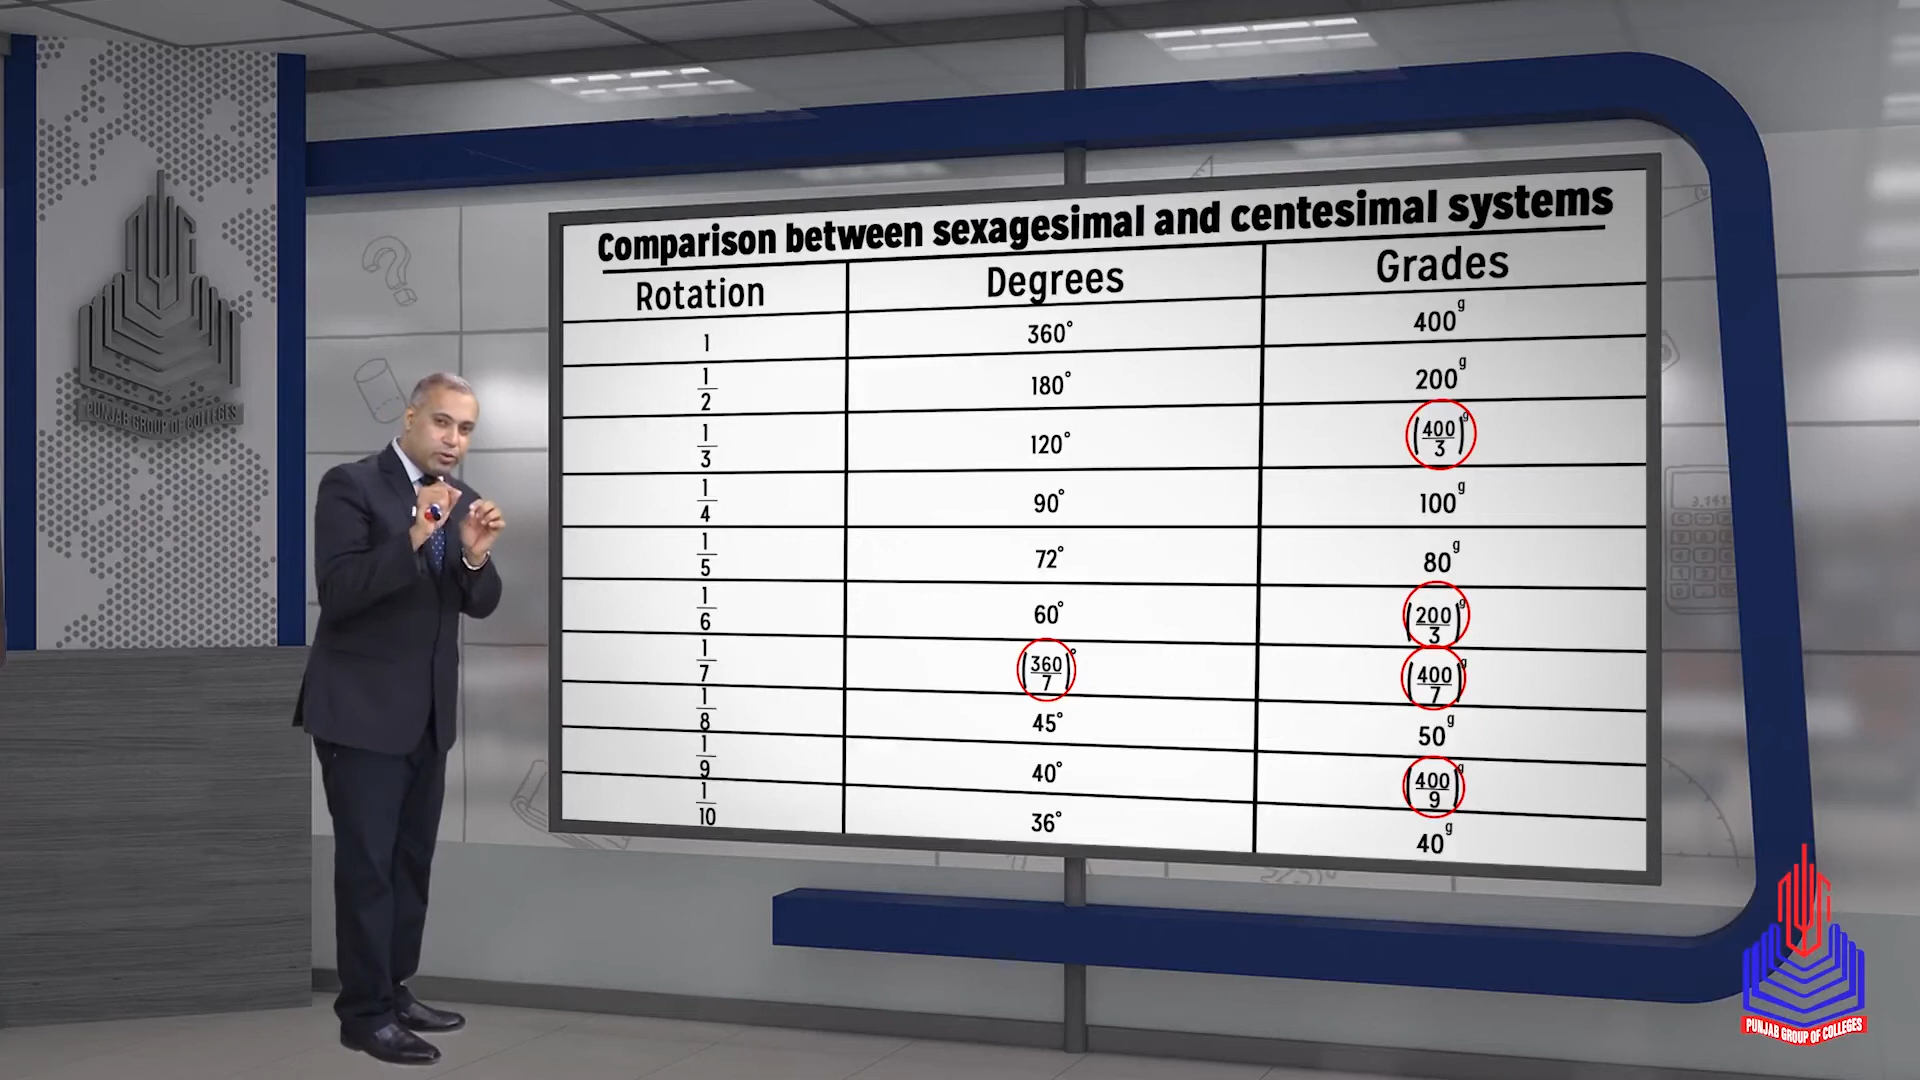 PUNJAB GROUP OF COLLEGES
Comparison between sexagesimal and centesimal systems
Rotation Degrees Grades
1 360° 400^g
1/2 180° 200^g
1/3 120° (400/3)^g
1/4 90° 100^g
1/5 72° 80^g
1/6 60° (200/3)^g
1/7 (360/7)° (400/7)^g
1/8 45° 50^g
1/9 40° (400/9)^g
1/10 36° 40^g
PUNJAB GROUP OF COLLEGES